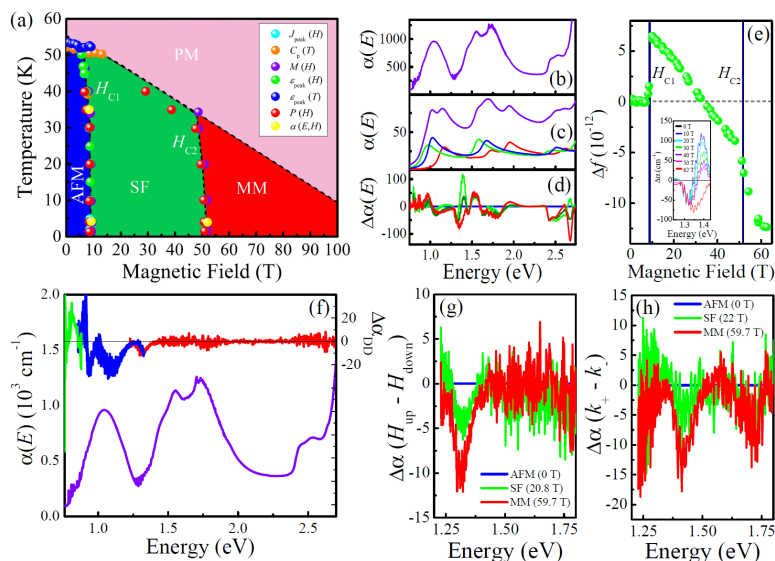 (a)
60
50
40
30
20
10
0
Temperature (K)
0 10 20 30 40 50 60 70 80 90 100
Magnetic Field (T)
PM
AFM
SF
MM
H_C1
H_C2
J_peak (H)
C_p (T)
M (H)
ε_peak (H)
ε_peak (T)
P (H)
α (E,H)
α(E)
1000
500
(b)
α(E)
50
0
(c)
Δα(E)
0
-100
(d)
1.0 1.5 2.0 2.5
Energy (eV)
(e)
Δf (10^-12)
5
0
-5
-10
H_C1
H_C2
0 10 20 30 40 50 60
Magnetic Field (T)
Δα (cm^-1)
150
100
50
0
-50
-100
0 T
10 T
20 T
30 T
40 T
50 T
62 T
1.3 1.4
Energy (eV)
(f)
α(E) (10^3 cm^-1)
2.0
1.5
1.0
0.5
0.0
Δα_DD
20
0
-20
1.0 1.5 2.0 2.5
Energy (eV)
(g)
Δα (H_up - H_down)
10
5
0
-5
-10
-15
AFM (0 T)
SF (20.8 T)
MM (59.7 T)
1.25 1.50 1.75
Energy (eV)
(h)
Δα (k_+ - k_-)
15
10
5
0
-5
-10
-15
-20
AFM (0 T)
SF (22 T)
MM (59.7 T)
1.25 1.50 1.75
Energy (eV)